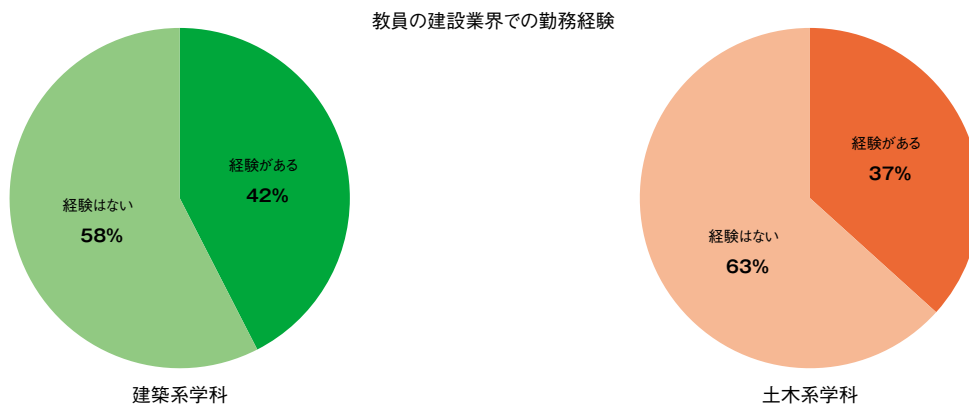 教員の建設業界での勤務経験
経験がある
42%
経験はない
58%
建築系学科
経験がある
37%
経験はない
63%
土木系学科